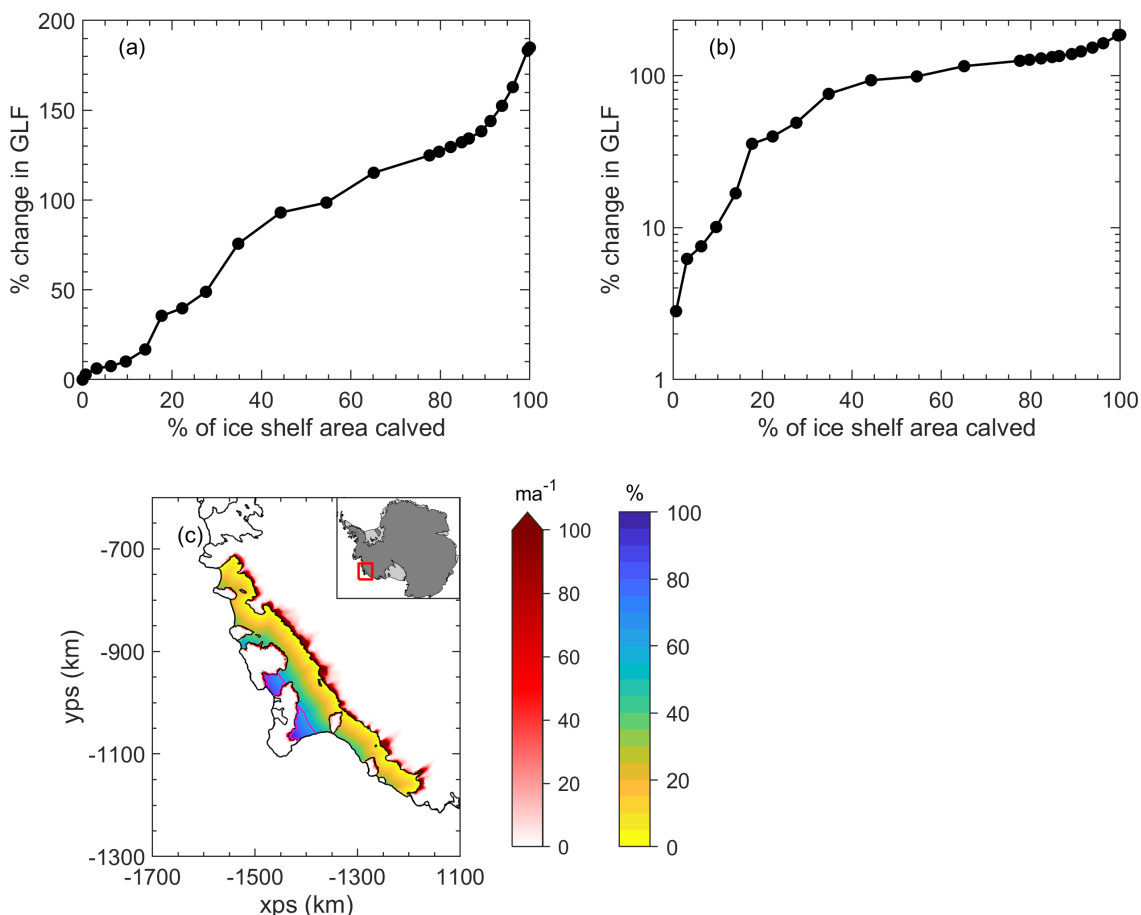 (a)
200
150
100
50
0
% change in GLF
0 20 40 60 80 100
% of ice shelf area calved
(b)
100
10
1
% change in GLF
0 20 40 60 80 100
% of ice shelf area calved
(c)
-700
-900
-1100
-1300
yps (km)
-1700 -1500 -1300 1100
xps (km)
ma-1
100
80
60
40
20
0
%
100
80
60
40
20
0